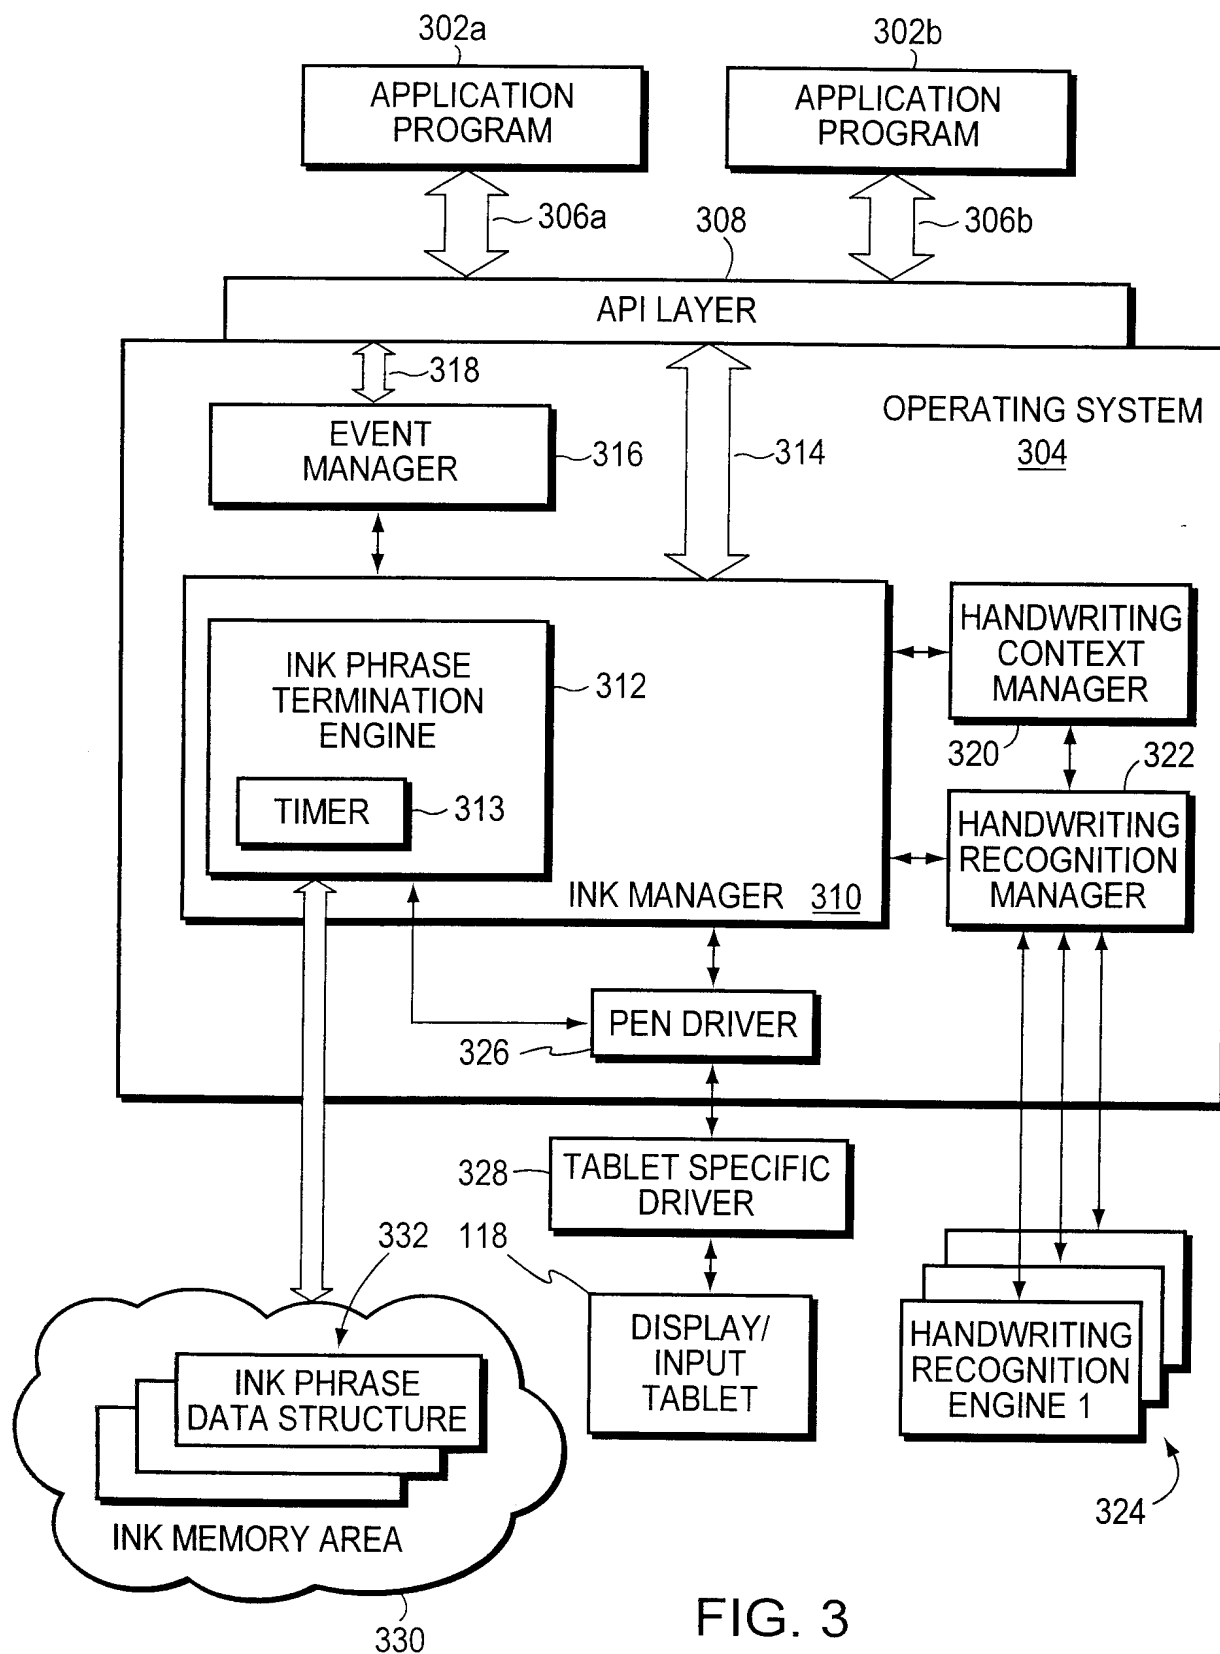 302a
302b
APPLICATION
PROGRAM
APPLICATION
PROGRAM
306a
308
306b
API LAYER
318
OPERATING SYSTEM
304
EVENT
MANAGER
316
314
HANDWRITING
CONTEXT
MANAGER
INK PHRASE
TERMINATION
ENGINE
312
320
322
TIMER
313
HANDWRITING
RECOGNITION
MANAGER
INK MANAGER 310
PEN DRIVER
326
TABLET SPECIFIC
DRIVER
328
332
118
DISPLAY/
INPUT
TABLET
HANDWRITING
RECOGNITION
ENGINE 1
INK PHRASE
DATA STRUCTURE
324
INK MEMORY AREA
330
FIG. 3